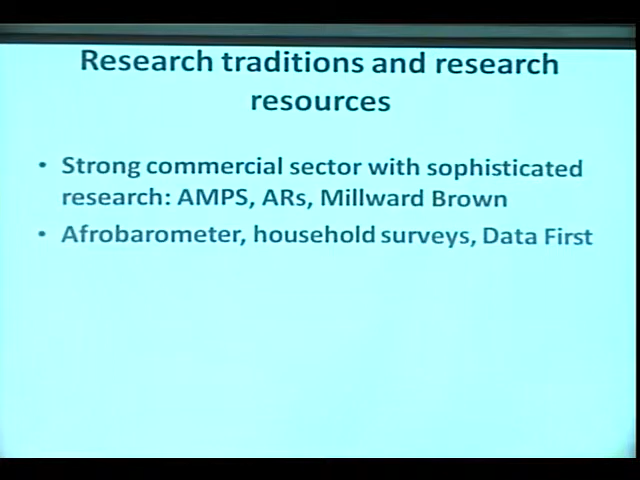 Research traditions and research
resources
• Strong commercial sector with sophisticated
research: AMPS, ARs, Millward Brown
• Afrobarometer, household surveys, Data First